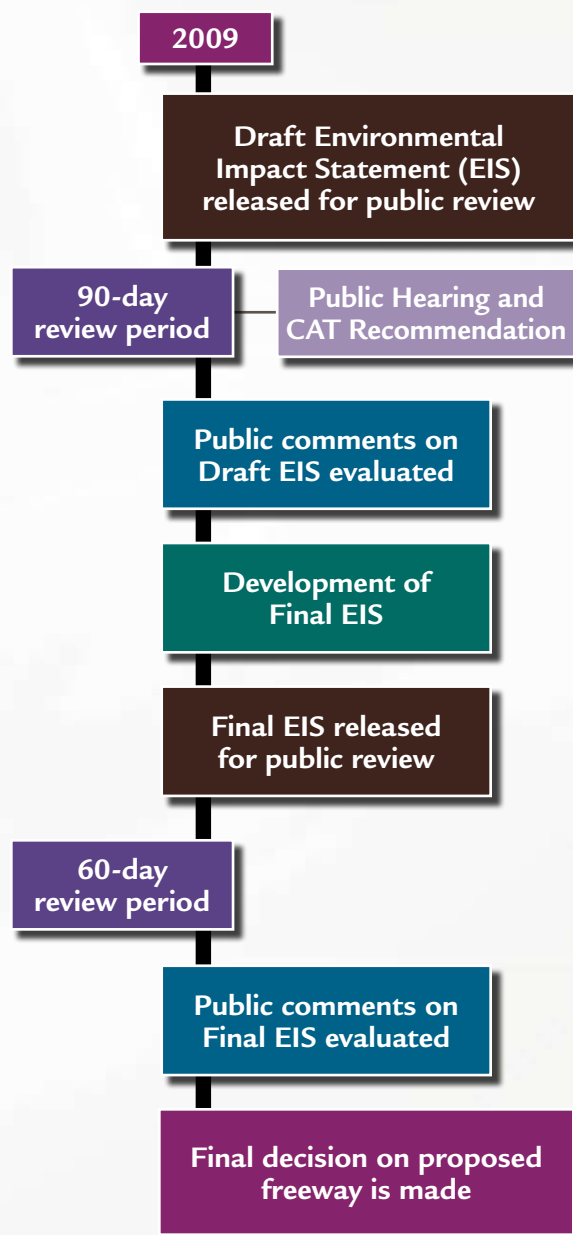 2009
Draft Environmental
Impact Statement (EIS)
released for public review
90-day
review period
Public Hearing and
CAT Recommendation
Public comments on
Draft EIS evaluated
Development of
Final EIS
Final EIS released
for public review
60-day
review period
Public comments on
Final EIS evaluated
Final decision on proposed
freeway is made